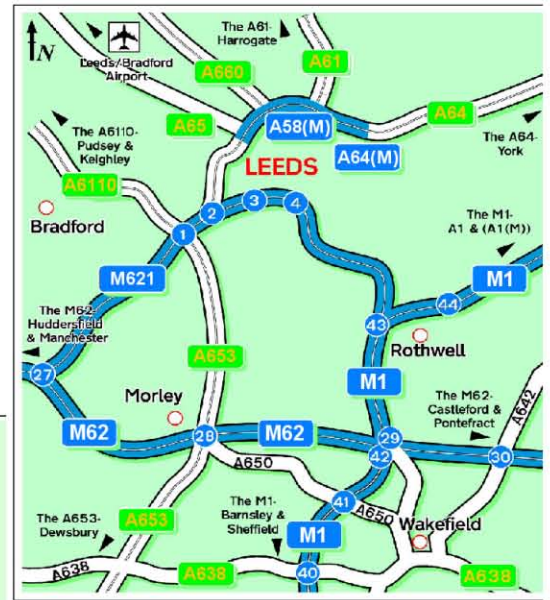 The A61-
Harrogate
N
Leeds/Bradford
Airport
A660
A61
A65
A58(M)
A64
The A6110-
Pudsey &
Keighley
A64(M)
The A64-
York
LEEDS
A6110
Bradford
1
2
3
4
The M1-
A1 & (A1(M))
M621
M1
44
43
The M62-
Huddersfield
& Manchester
Rothwell
A653
27
M1
Morley
The M62-
Castleford &
Pontefract
A642
M62
28
M62
29
42
30
A650
41
A650
The M1-
Barnsley &
Sheffield
The A653-
Dewsbury
A653
M1
Wakefield
A638
A638
40
A638